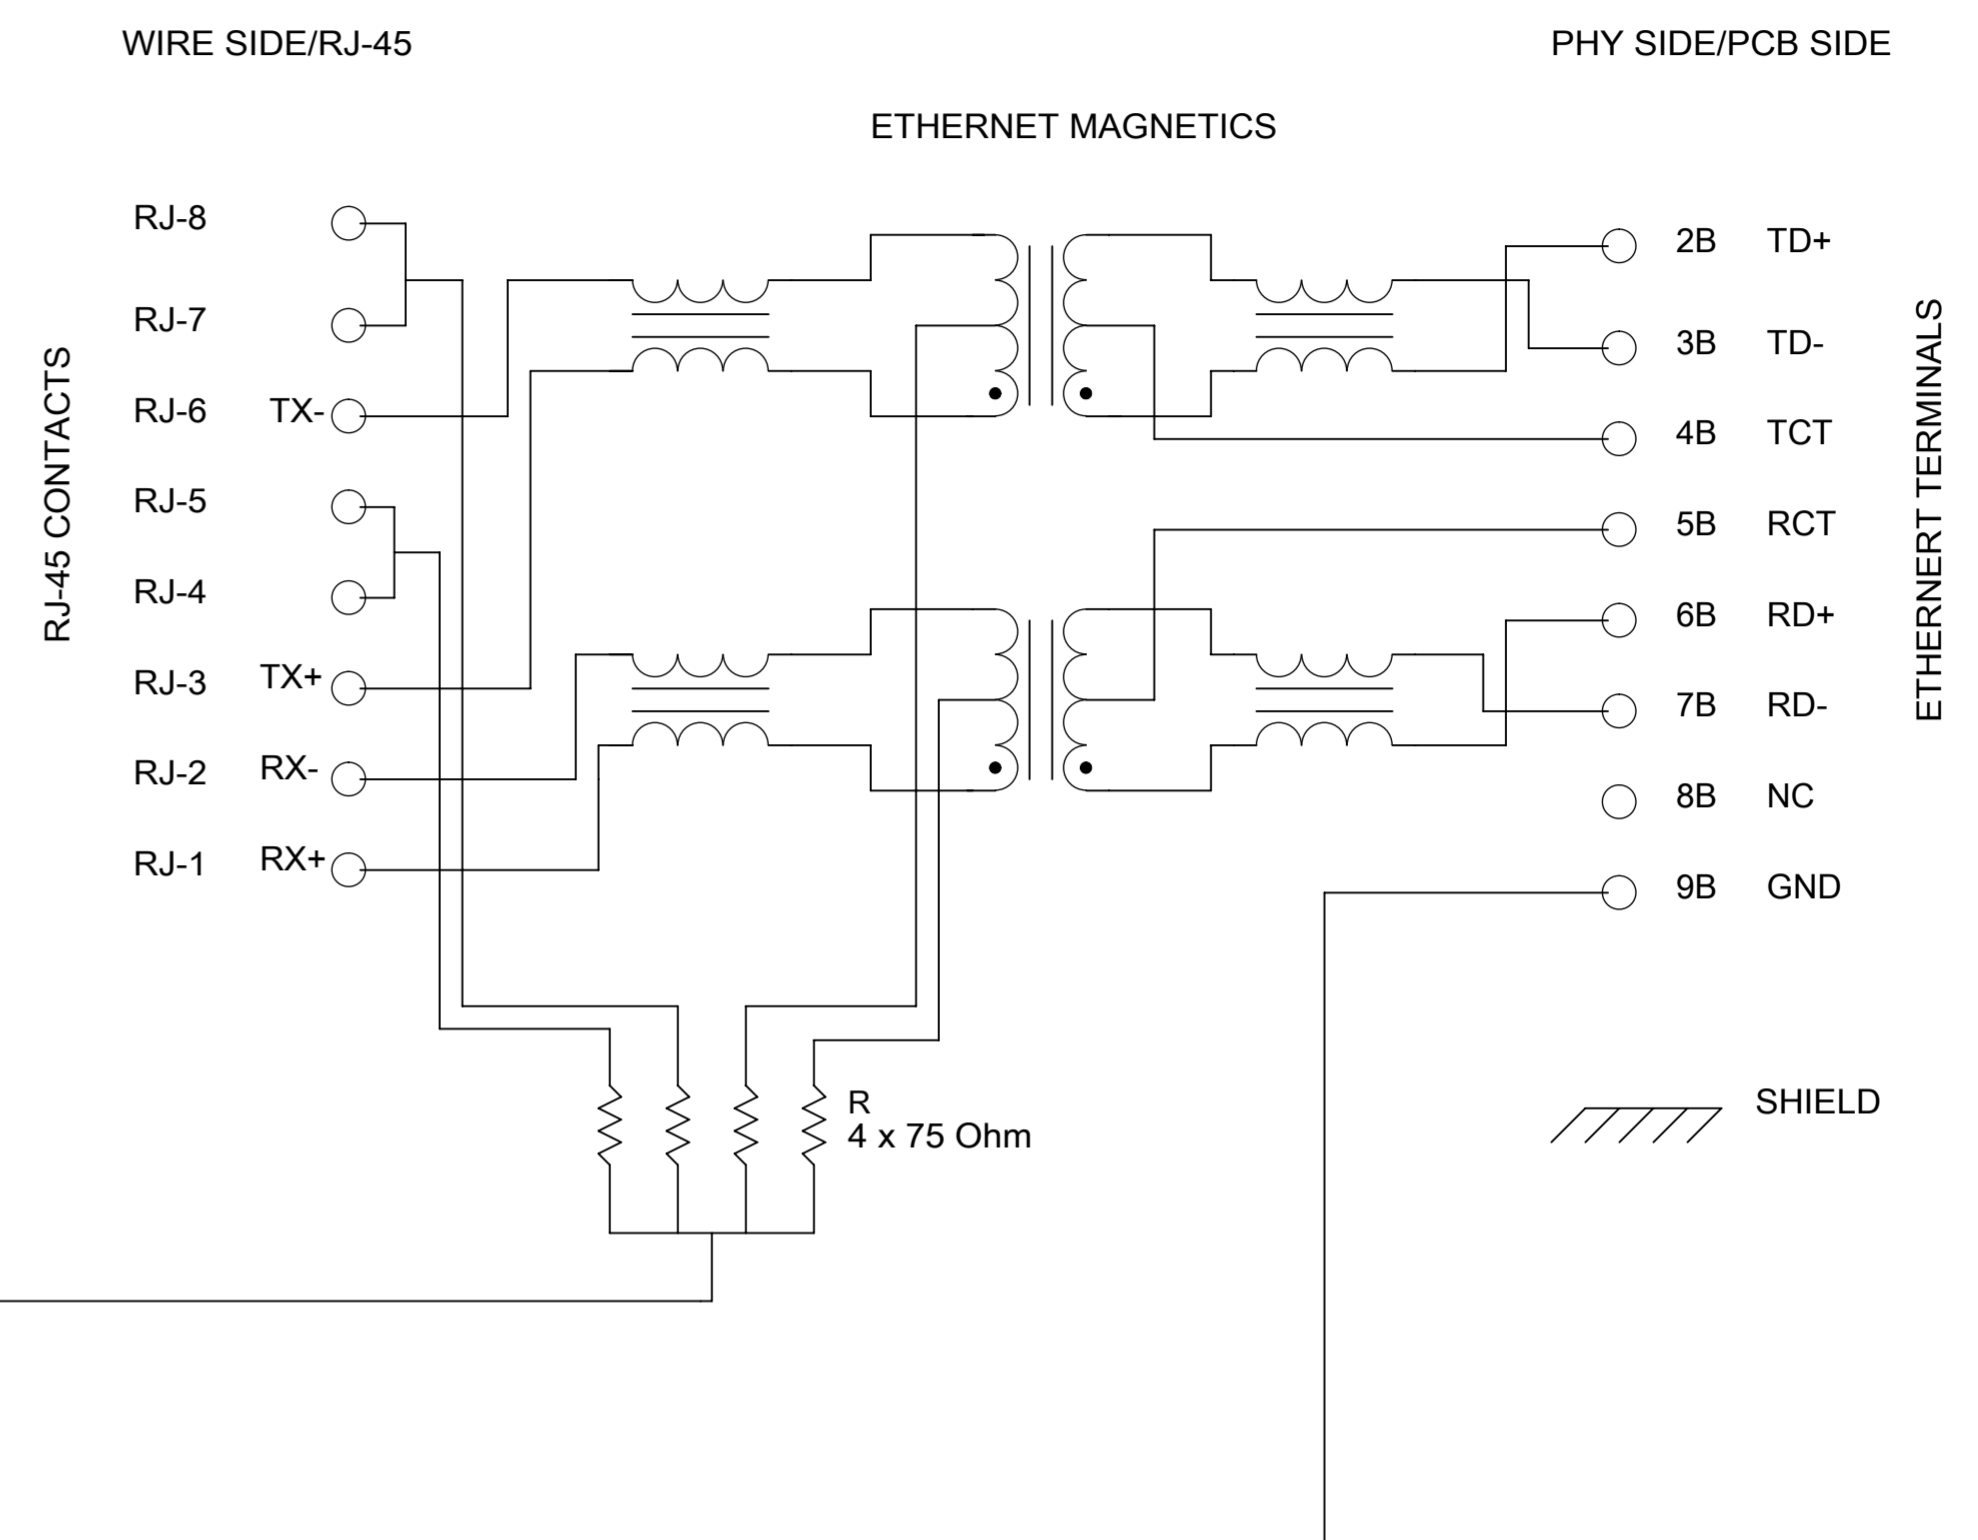 WIRE SIDE/RJ-45
PHY SIDE/PCB SIDE
ETHERNET MAGNETICS
RJ-45 CONTACTS
RJ-8
RJ-7
RJ-6 TX-
RJ-5
RJ-4
RJ-3 TX+
RJ-2 RX-
RJ-1 RX+
2B TD+
3B TD-
4B TCT
5B RCT
6B RD+
7B RD-
8B NC
9B GND
ETHERNERT TERMINALS
R
4 x 75 Ohm
SHIELD